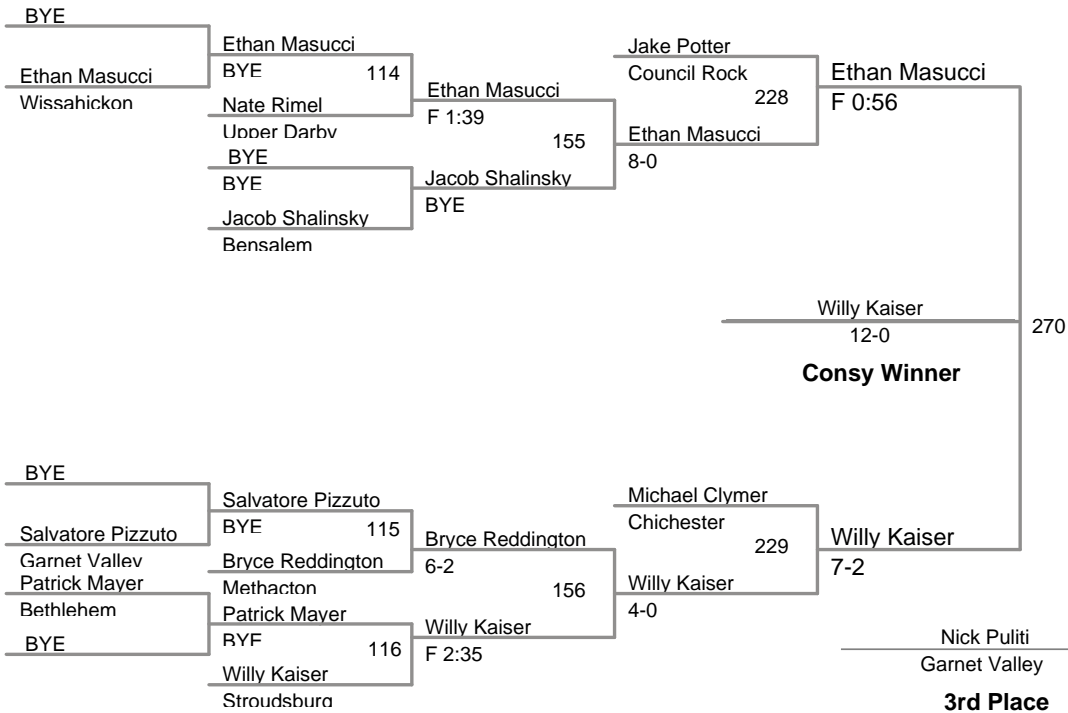 BYE
Ethan Masucci
Wissahickon
Ethan Masucci
BYE
114
Nate Rimel
Upper Darby
BYE
BYE
Jacob Shalinsky
Bensalem
Ethan Masucci
F 1:39
155
Jacob Shalinsky
BYE
Jake Potter
Council Rock
228
Ethan Masucci
8-0
Ethan Masucci
F 0:56
Willy Kaiser
12-0
Consy Winner
270
BYE
Salvatore Pizzuto
Garnet Valley
Patrick Mayer
Bethlehem
BYE
Salvatore Pizzuto
BYE
115
Bryce Reddington
Methacton
Patrick Mayer
BYE
116
Willy Kaiser
Stroudsburg
Bryce Reddington
6-2
156
Willy Kaiser
F 2:35
Michael Clymer
Chichester
229
Willy Kaiser
4-0
Willy Kaiser
7-2
Nick Puliti
Garnet Valley
3rd Place